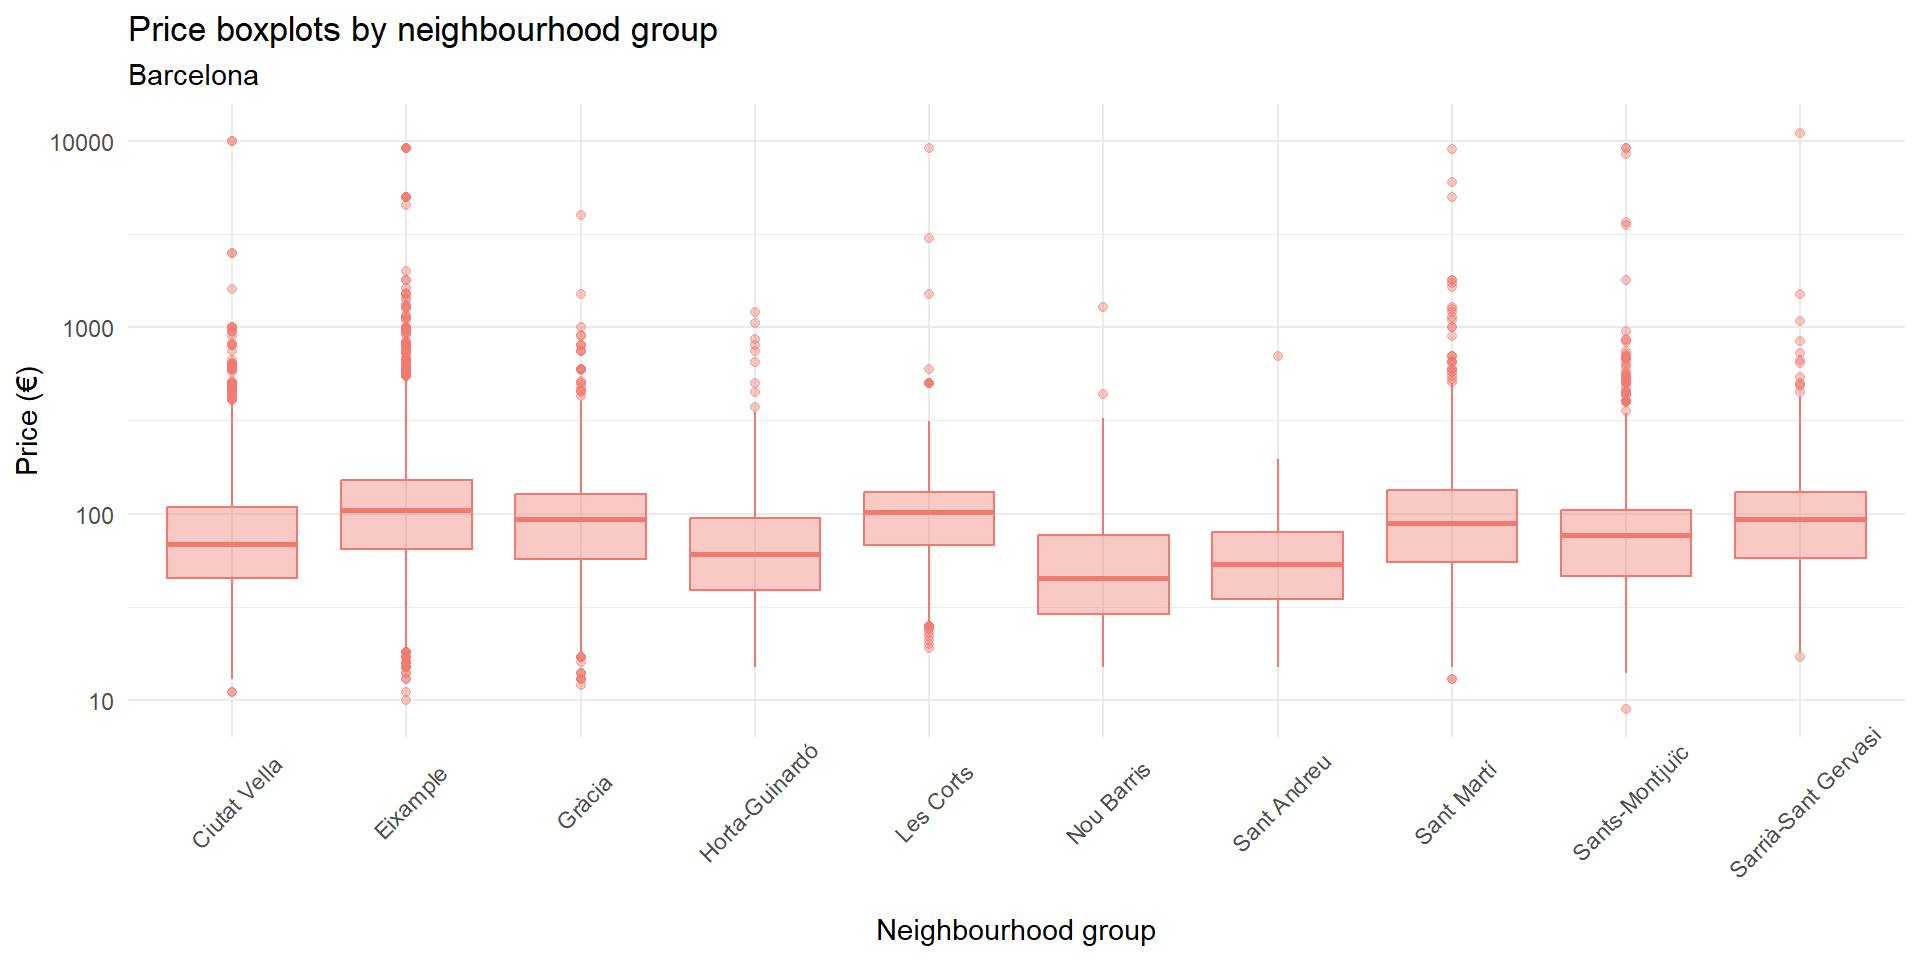 Price boxplots by neighbourhood group
Barcelona
Price (€)
10000
1000
100
10
Ciutat Vella
Eixample
Gràcia
Horta-Guinardó
Les Corts
Nou Barris
Sant Andreu
Sant Martí
Sants-Montjuïc
Sarrià-Sant Gervasi
Neighbourhood group